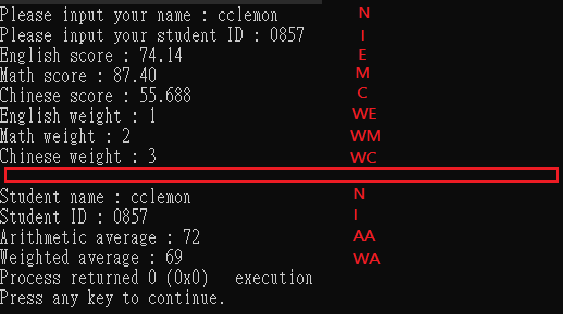 Please input your name : cclemon N
Please input your student ID : 0857 I
English score : 74.14 E
Math score : 87.40 M
Chinese score : 55.688 C
English weight : 1 WE
Math weight : 2 WM
Chinese weight : 3 WC
Student name : cclemon N
Student ID : 0857 I
Arithmetic average : 72 AA
Weighted average : 69 WA
Process returned 0 (0x0) execution
Press any key to continue.